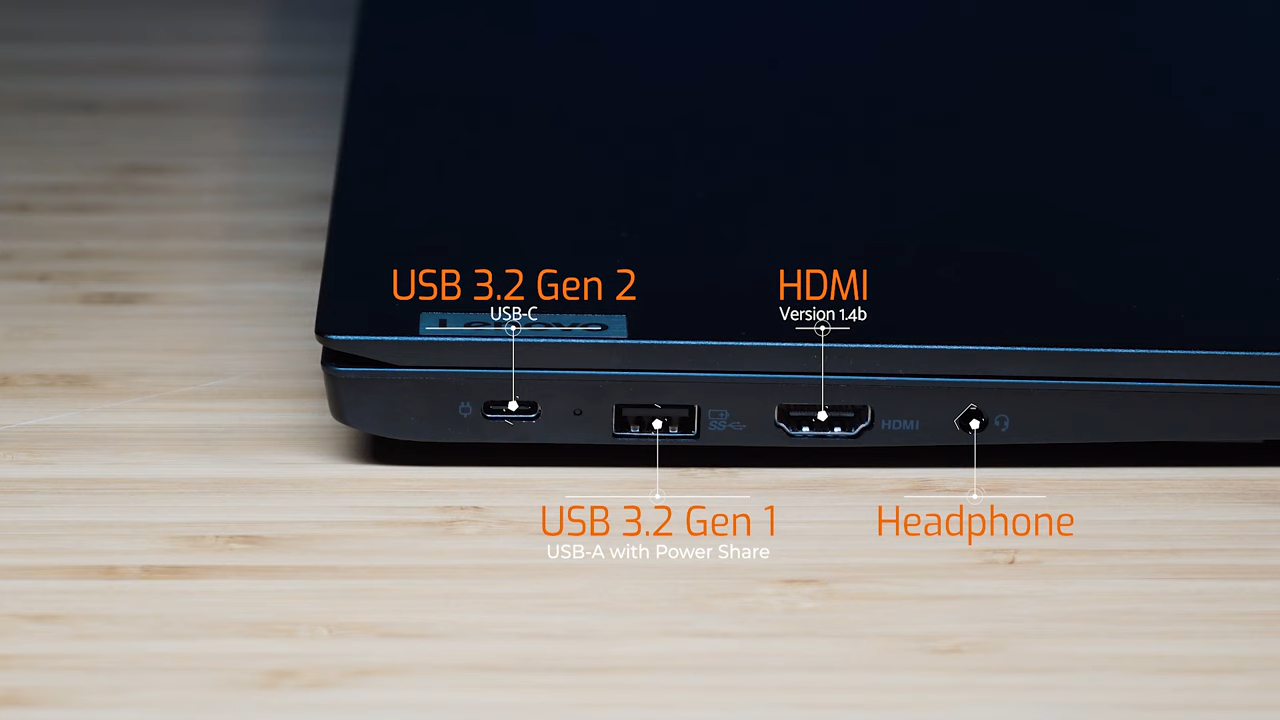 USB 3.2 Gen 2
USB-C
HDMI
Version 1.4b
Lenovo
SS
HDMI
USB 3.2 Gen 1
USB-A with Power Share
Headphone